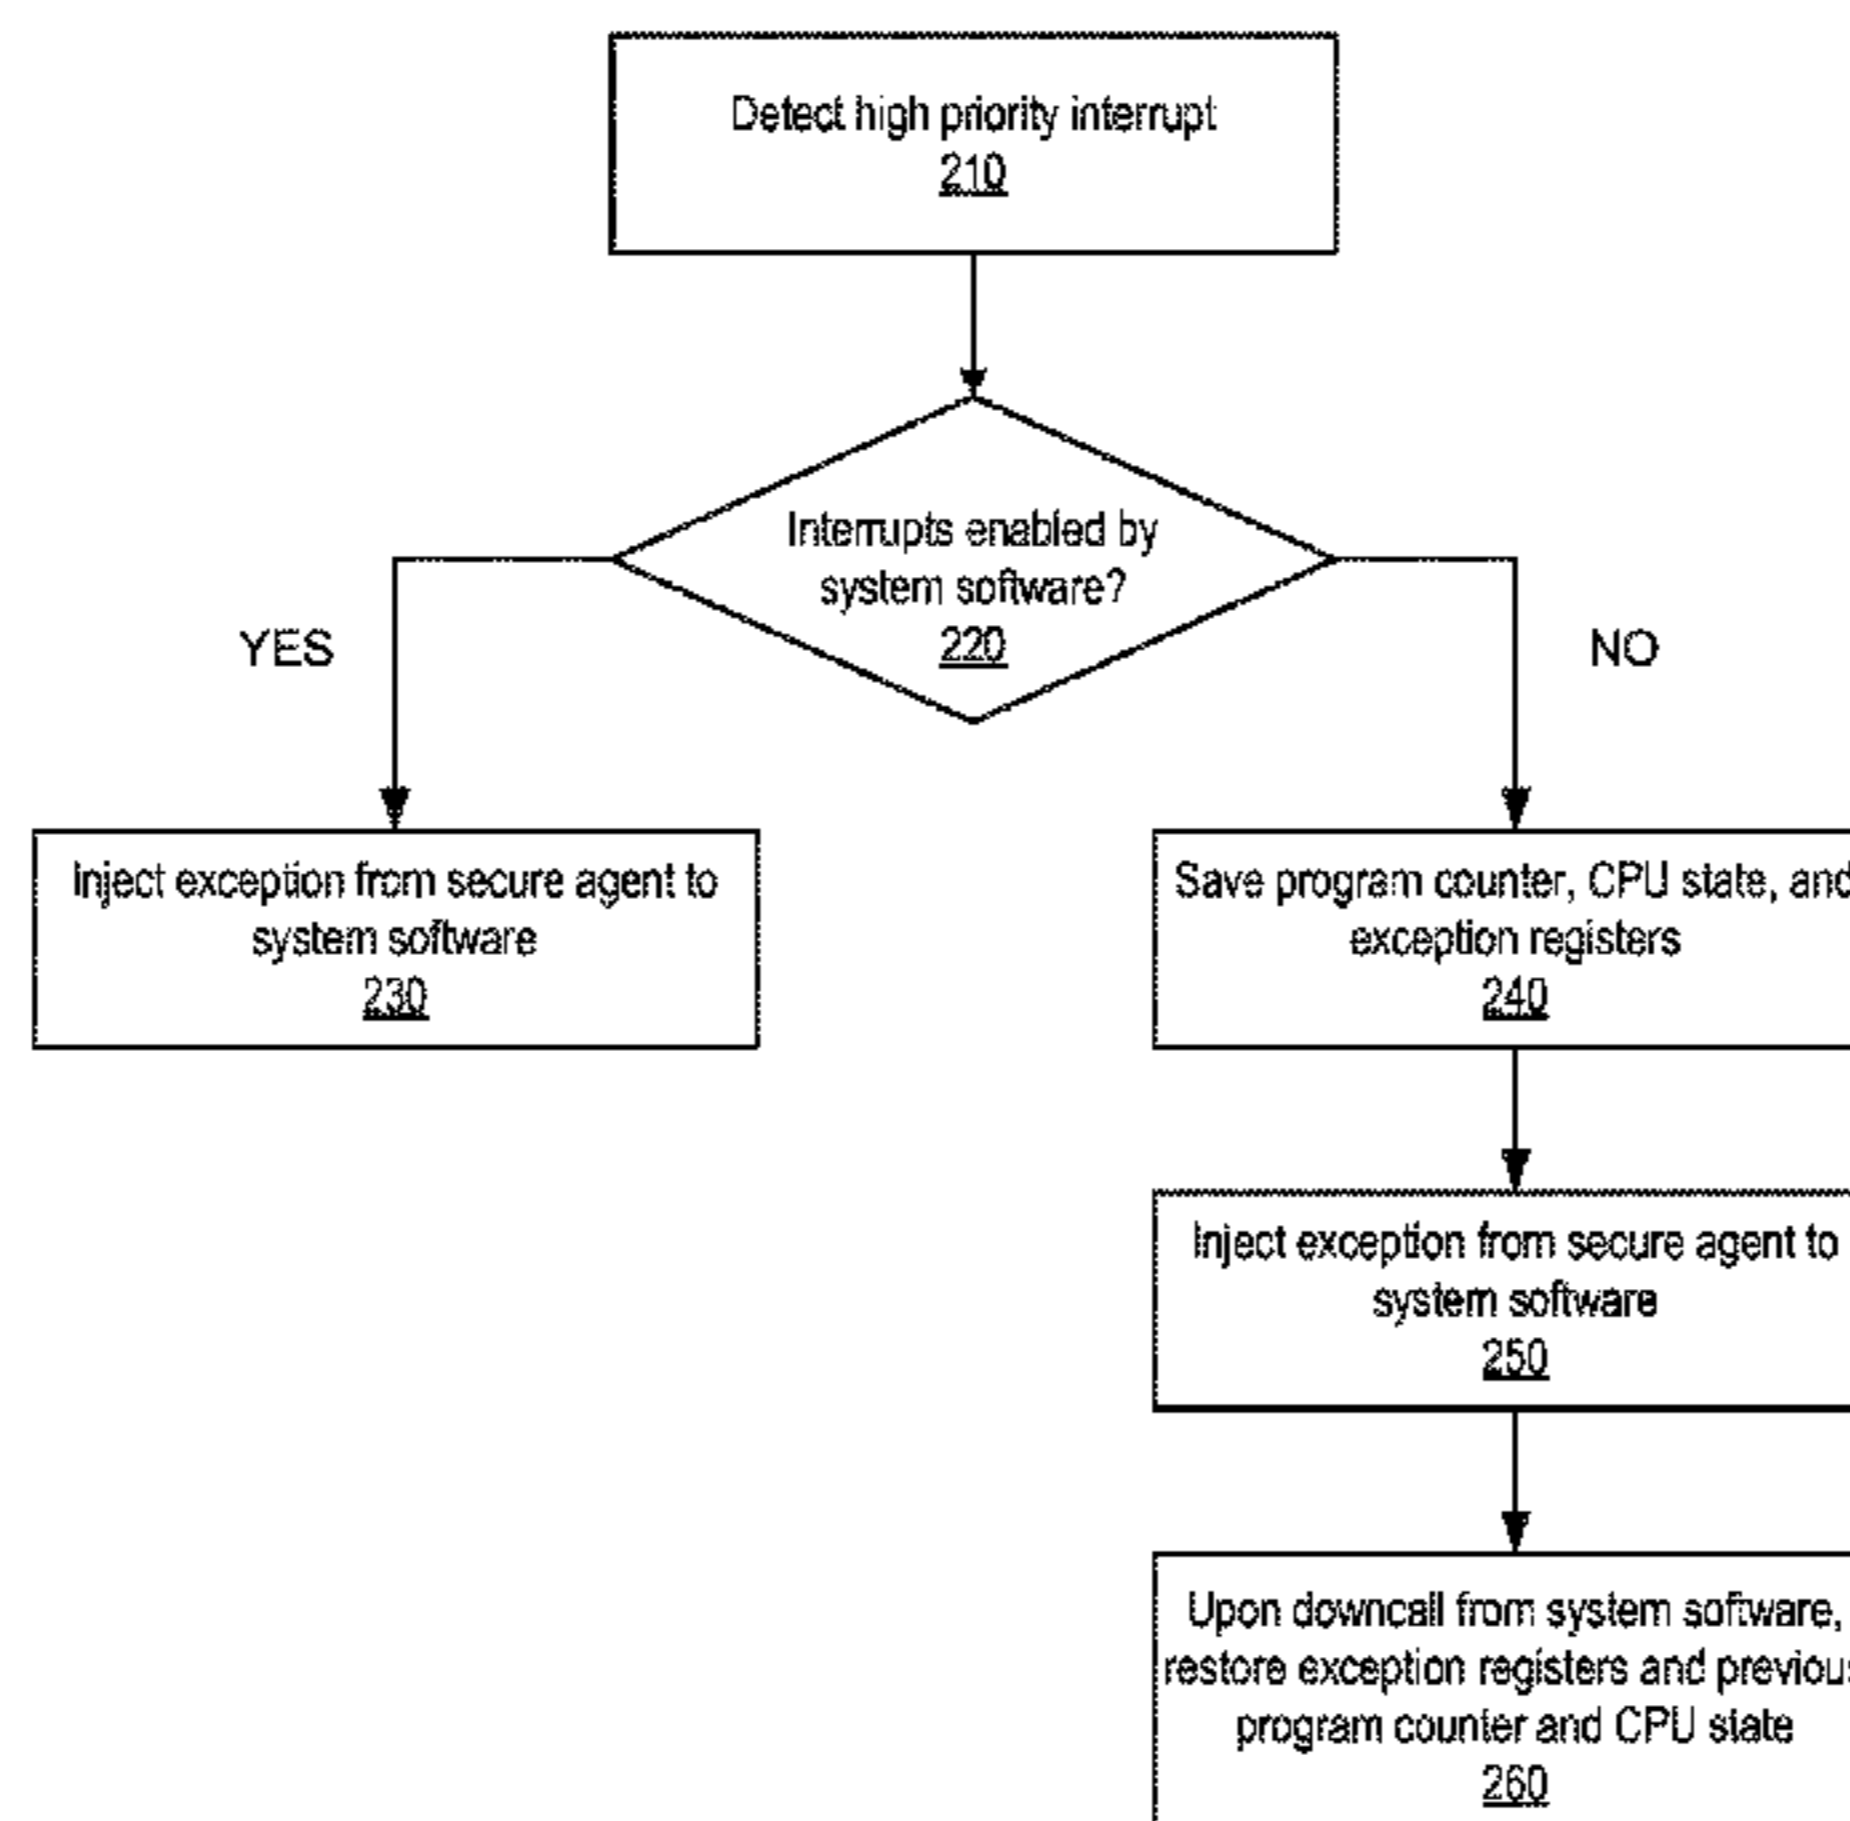 Detect high priority interrupt
210
Interrupts enabled by
system software?
220
YES
NO
Inject exception from secure agent to
system software
230
Save program counter, CPU state, and
exception registers
240
Inject exception from secure agent to
system software
250
Upon downcall from system software,
restore exception registers and previous
program counter and CPU state
260